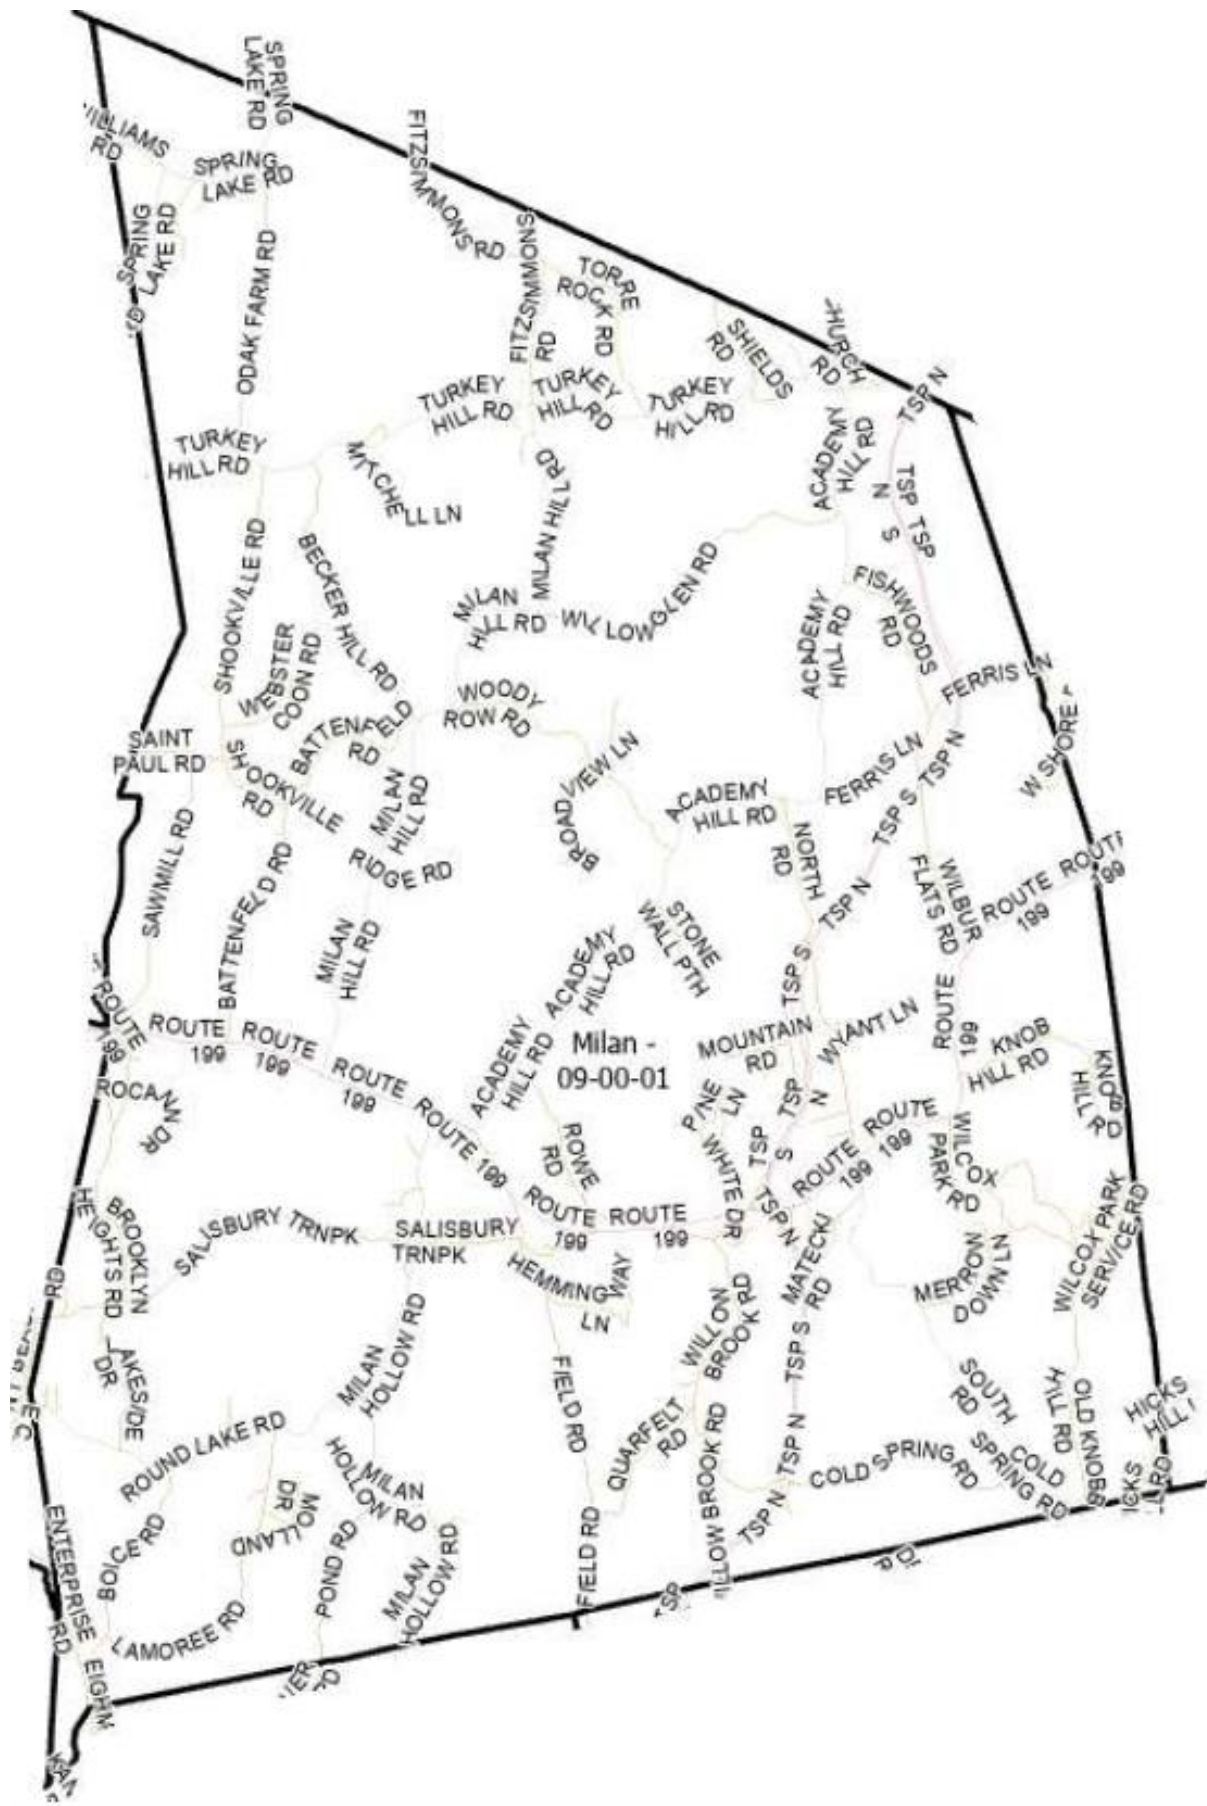 SPRING
LAKE RD
WILLIAMS
RD
SPRING
LAKE RD
SPRING
LAKE RD
RD
ODAK FARM RD
FITZSIMMONS RD
FITZSIMMONS
RD
TORRE
ROCK RD
SHIELDS
RD
CHURCH
RD
TSP N
TURKEY
HILL RD
TURKEY
HILL RD
TURKEY
HILL RD
TURKEY
HILL RD
MITCHELL LN
MILAN HILL RD
ACADEMY
HILL RD
TSP
N
TSP
S
SHOOKVILLE RD
BECKER HILL RD
WEBSTER
COON RD
MILAN
HILL RD
WILLOW GLEN RD
ACADEMY
HILL RD
FISHWOODS
RD
FERRIS LN
W SHORE
SAINT
PAUL RD
BATTENFELD
RD
WOODY
ROW RD
SHOOKVILLE
RD
MILAN
HILL RD
BROADVIEW LN
ACADEMY
HILL RD
FERRIS LN
TSP S
TSP N
RIDGE RD
SAWMILL RD
BATTENFELD RD
MILAN
HILL RD
NORTH
RD
TSP N
WILBUR
FLATS RD
ROUTE
199
199
STONE
WALL PTH
ACADEMY
HILL RD
TSP S
ROUTE
199
ROUTE
199
ROUTE
199
ROUTE
199
ROUTE
199
ACADEMY
HILL RD
Milan -
09-00-01
MOUNTAIN
RD
WYANT LN
ROUTE
199
KNOB
HILL RD
KNOB
HILL RD
ROCANN DR
ROUTE 199
ROWE
RD
PINE
LN
TSP
N
TSP
S
WHITE DR
ROUTE
199
ROUTE
199
WILCOX
PARK RD
BROOKLYN
HEIGHTS RD
SALISBURY TRNPK
SALISBURY
TRNPK
ROUTE
199
ROUTE
199
TSP N
MATECKI
RD
HEMMING
WAY
LN
MERROW
DOWN LN
WILCOX PARK
SERVICE RD
RD
LAKESIDE
DR
MILAN
HOLLOW RD
FIELD RD
WILLOW
BROOK RD
TSP S
SOUTH
RD
OLD KNOBB
HILL RD
HICKS
HILL
ROUND LAKE RD
MILAN
HOLLOW RD
QUARFELT
RD
TSP N
COLD SPRING RD
COLD
SPRING RD
MOLLAND
DR
BOICE RD
POND RD
MILAN
HOLLOW RD
FIELD RD
TSP N
ENTERPRISE
RD
LAMOREE RD
EIGHM